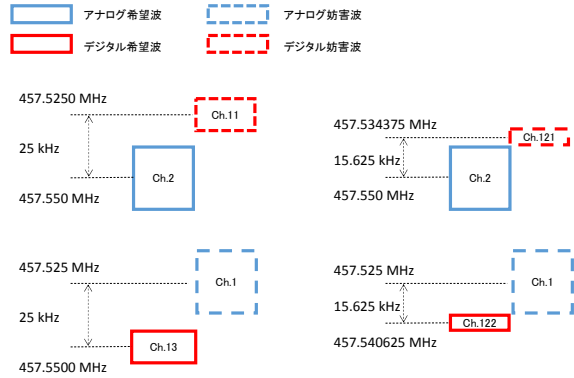 アナログ希望波
アナログ妨害波
デジタル希望波
デジタル妨害波
457.5250 MHz
Ch.11
25 kHz
Ch.2
457.550 MHz
457.534375 MHz
Ch.121
15.625 kHz
Ch.2
457.550 MHz
457.525 MHz
Ch.1
25 kHz
Ch.13
457.5500 MHz
457.525 MHz
Ch.1
15.625 kHz
Ch.122
457.540625 MHz